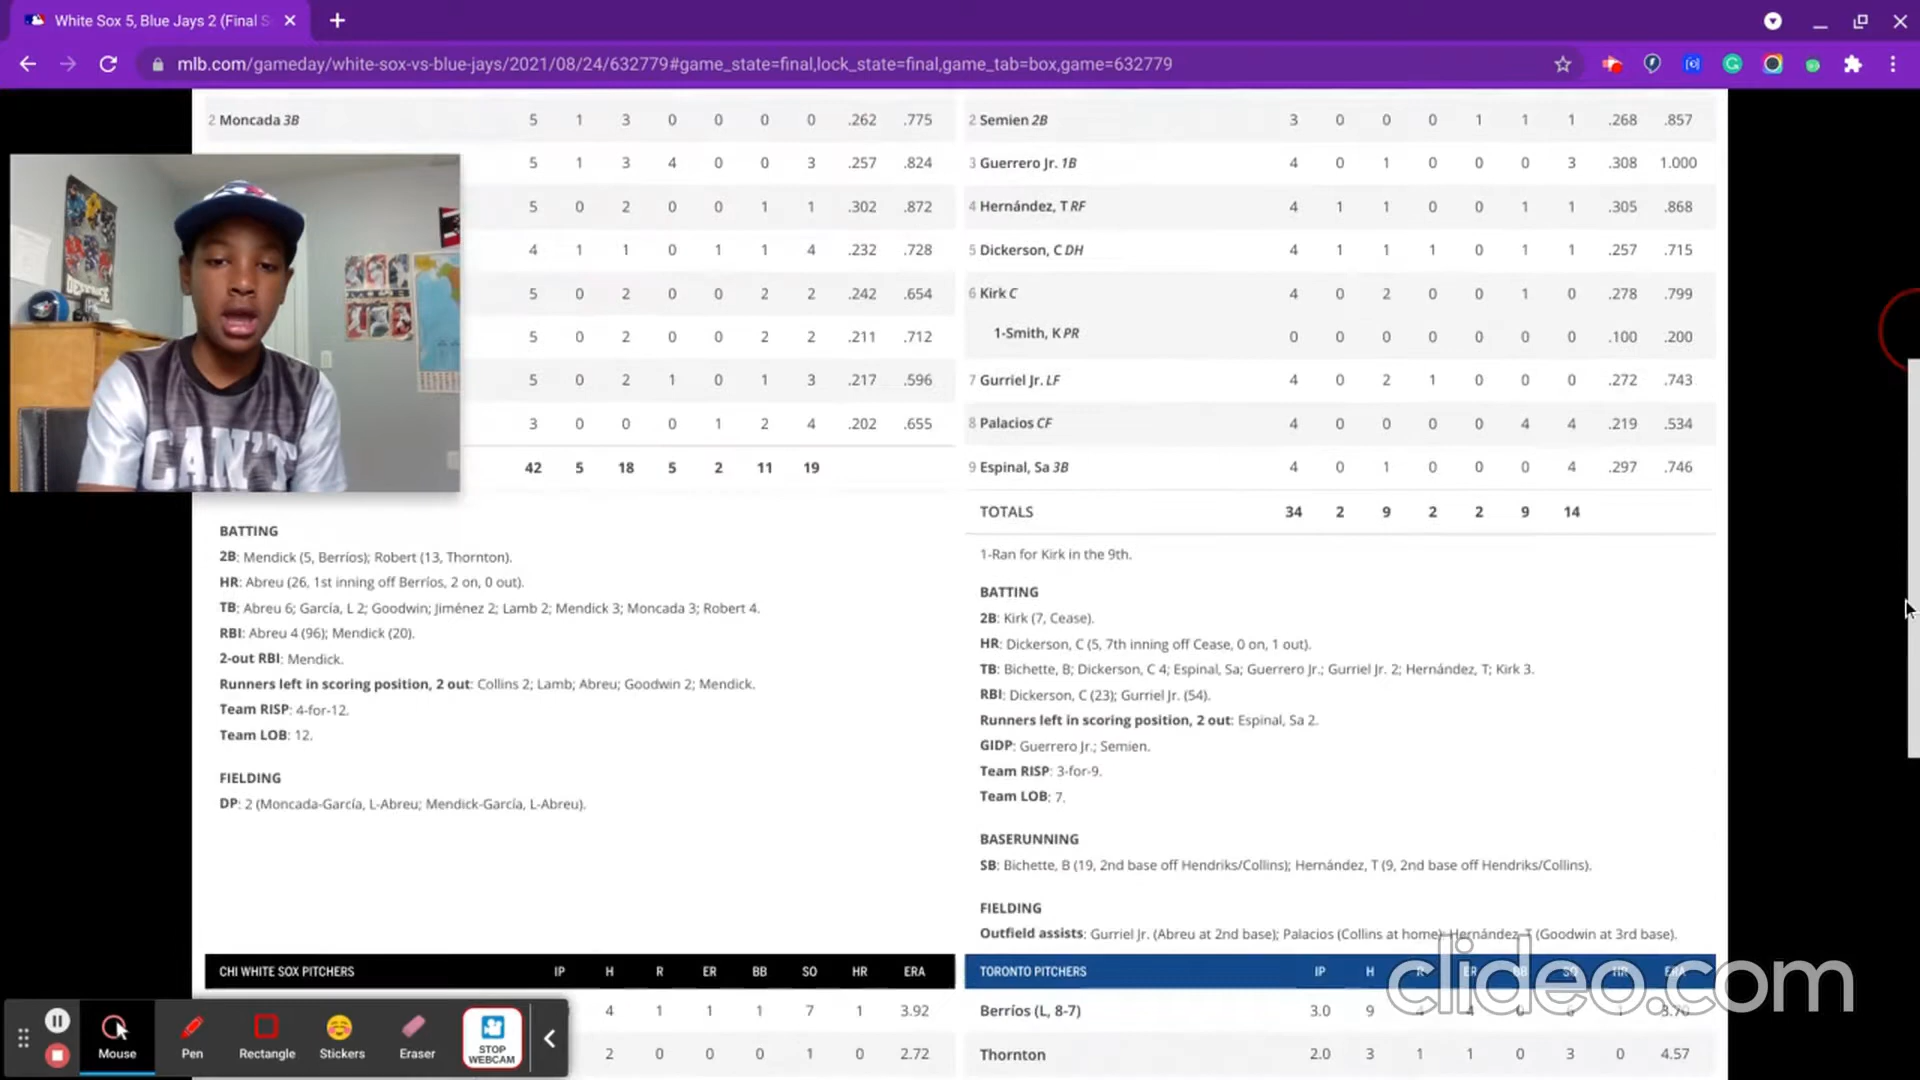 White Sox 5, Blue Jays 2 (Final S
mlb.com/gameday/white-sox-vs-blue-jays/2021/08/24/632779#game_state=final,lock_state=final,game_tab=box,game=632779
2 Moncada 3B 5 1 3 0 0 0 0 .262 .775
5 1 3 4 0 0 3 .257 .824
5 0 2 0 0 1 1 .302 .872
4 1 1 0 1 1 4 .232 .728
5 0 2 0 0 2 2 .242 .654
5 0 2 0 0 2 2 .211 .712
5 0 2 1 0 1 3 .217 .596
3 0 0 0 1 2 4 .202 .655
42 5 18 5 2 11 19
BATTING
2B: Mendick (5, Berríos); Robert (13, Thornton).
HR: Abreu (26, 1st inning off Berríos, 2 on, 0 out).
TB: Abreu 6; García, L 2; Goodwin; Jiménez 2; Lamb 2; Mendick 3; Moncada 3; Robert 4.
RBI: Abreu 4 (96); Mendick (20).
2-out RBI: Mendick.
Runners left in scoring position, 2 out: Collins 2; Lamb; Abreu; Goodwin 2; Mendick.
Team RISP: 4-for-12.
Team LOB: 12.
FIELDING
DP: 2 (Moncada-García, L-Abreu; Mendick-García, L-Abreu).
CHI WHITE SOX PITCHERS IP H R ER BB SO HR ERA
4 1 1 1 7 1 3.92
2 0 0 0 1 0 2.72
2 Semien 2B 3 0 0 0 1 1 1 .268 .857
3 Guerrero Jr. 1B 4 0 1 0 0 0 3 .308 1.000
4 Hernández, T RF 4 1 1 0 0 1 1 .305 .868
5 Dickerson, C DH 4 1 1 1 0 1 1 .257 .715
6 Kirk C 4 0 2 0 0 1 0 .278 .799
1-Smith, K PR 0 0 0 0 0 0 0 .100 .200
7 Gurriel Jr. LF 4 0 2 1 0 0 0 .272 .743
8 Palacios CF 4 0 0 0 0 4 4 .219 .534
9 Espinal, Sa 3B 4 0 1 0 0 0 4 .297 .746
TOTALS 34 2 9 2 2 9 14
1-Ran for Kirk in the 9th.
BATTING
2B: Kirk (7, Cease).
HR: Dickerson, C (5, 7th inning off Cease, 0 on, 1 out).
TB: Bichette, B; Dickerson, C 4; Espinal, Sa; Guerrero Jr.; Gurriel Jr. 2; Hernández, T; Kirk 3.
RBI: Dickerson, C (23); Gurriel Jr. (54).
Runners left in scoring position, 2 out: Espinal, Sa 2.
GIDP: Guerrero Jr.; Semien.
Team RISP: 3-for-9.
Team LOB: 7.
BASERUNNING
SB: Bichette, B (19, 2nd base off Hendriks/Collins); Hernández, T (9, 2nd base off Hendriks/Collins).
FIELDING
Outfield assists: Gurriel Jr. (Abreu at 2nd base); Palacios (Collins at home); Hernández, T (Goodwin at 3rd base).
TORONTO PITCHERS IP H R ER BB SO HR ERA
Berríos (L, 8-7) 3.0 9 4 4 0
Thornton 2.0 3 1 1 0 3 0 4.57
DEFENSE
CAN'T
Mouse
Pen
Rectangle
Stickers
Eraser
STOP
WEBCAM
clideo.com